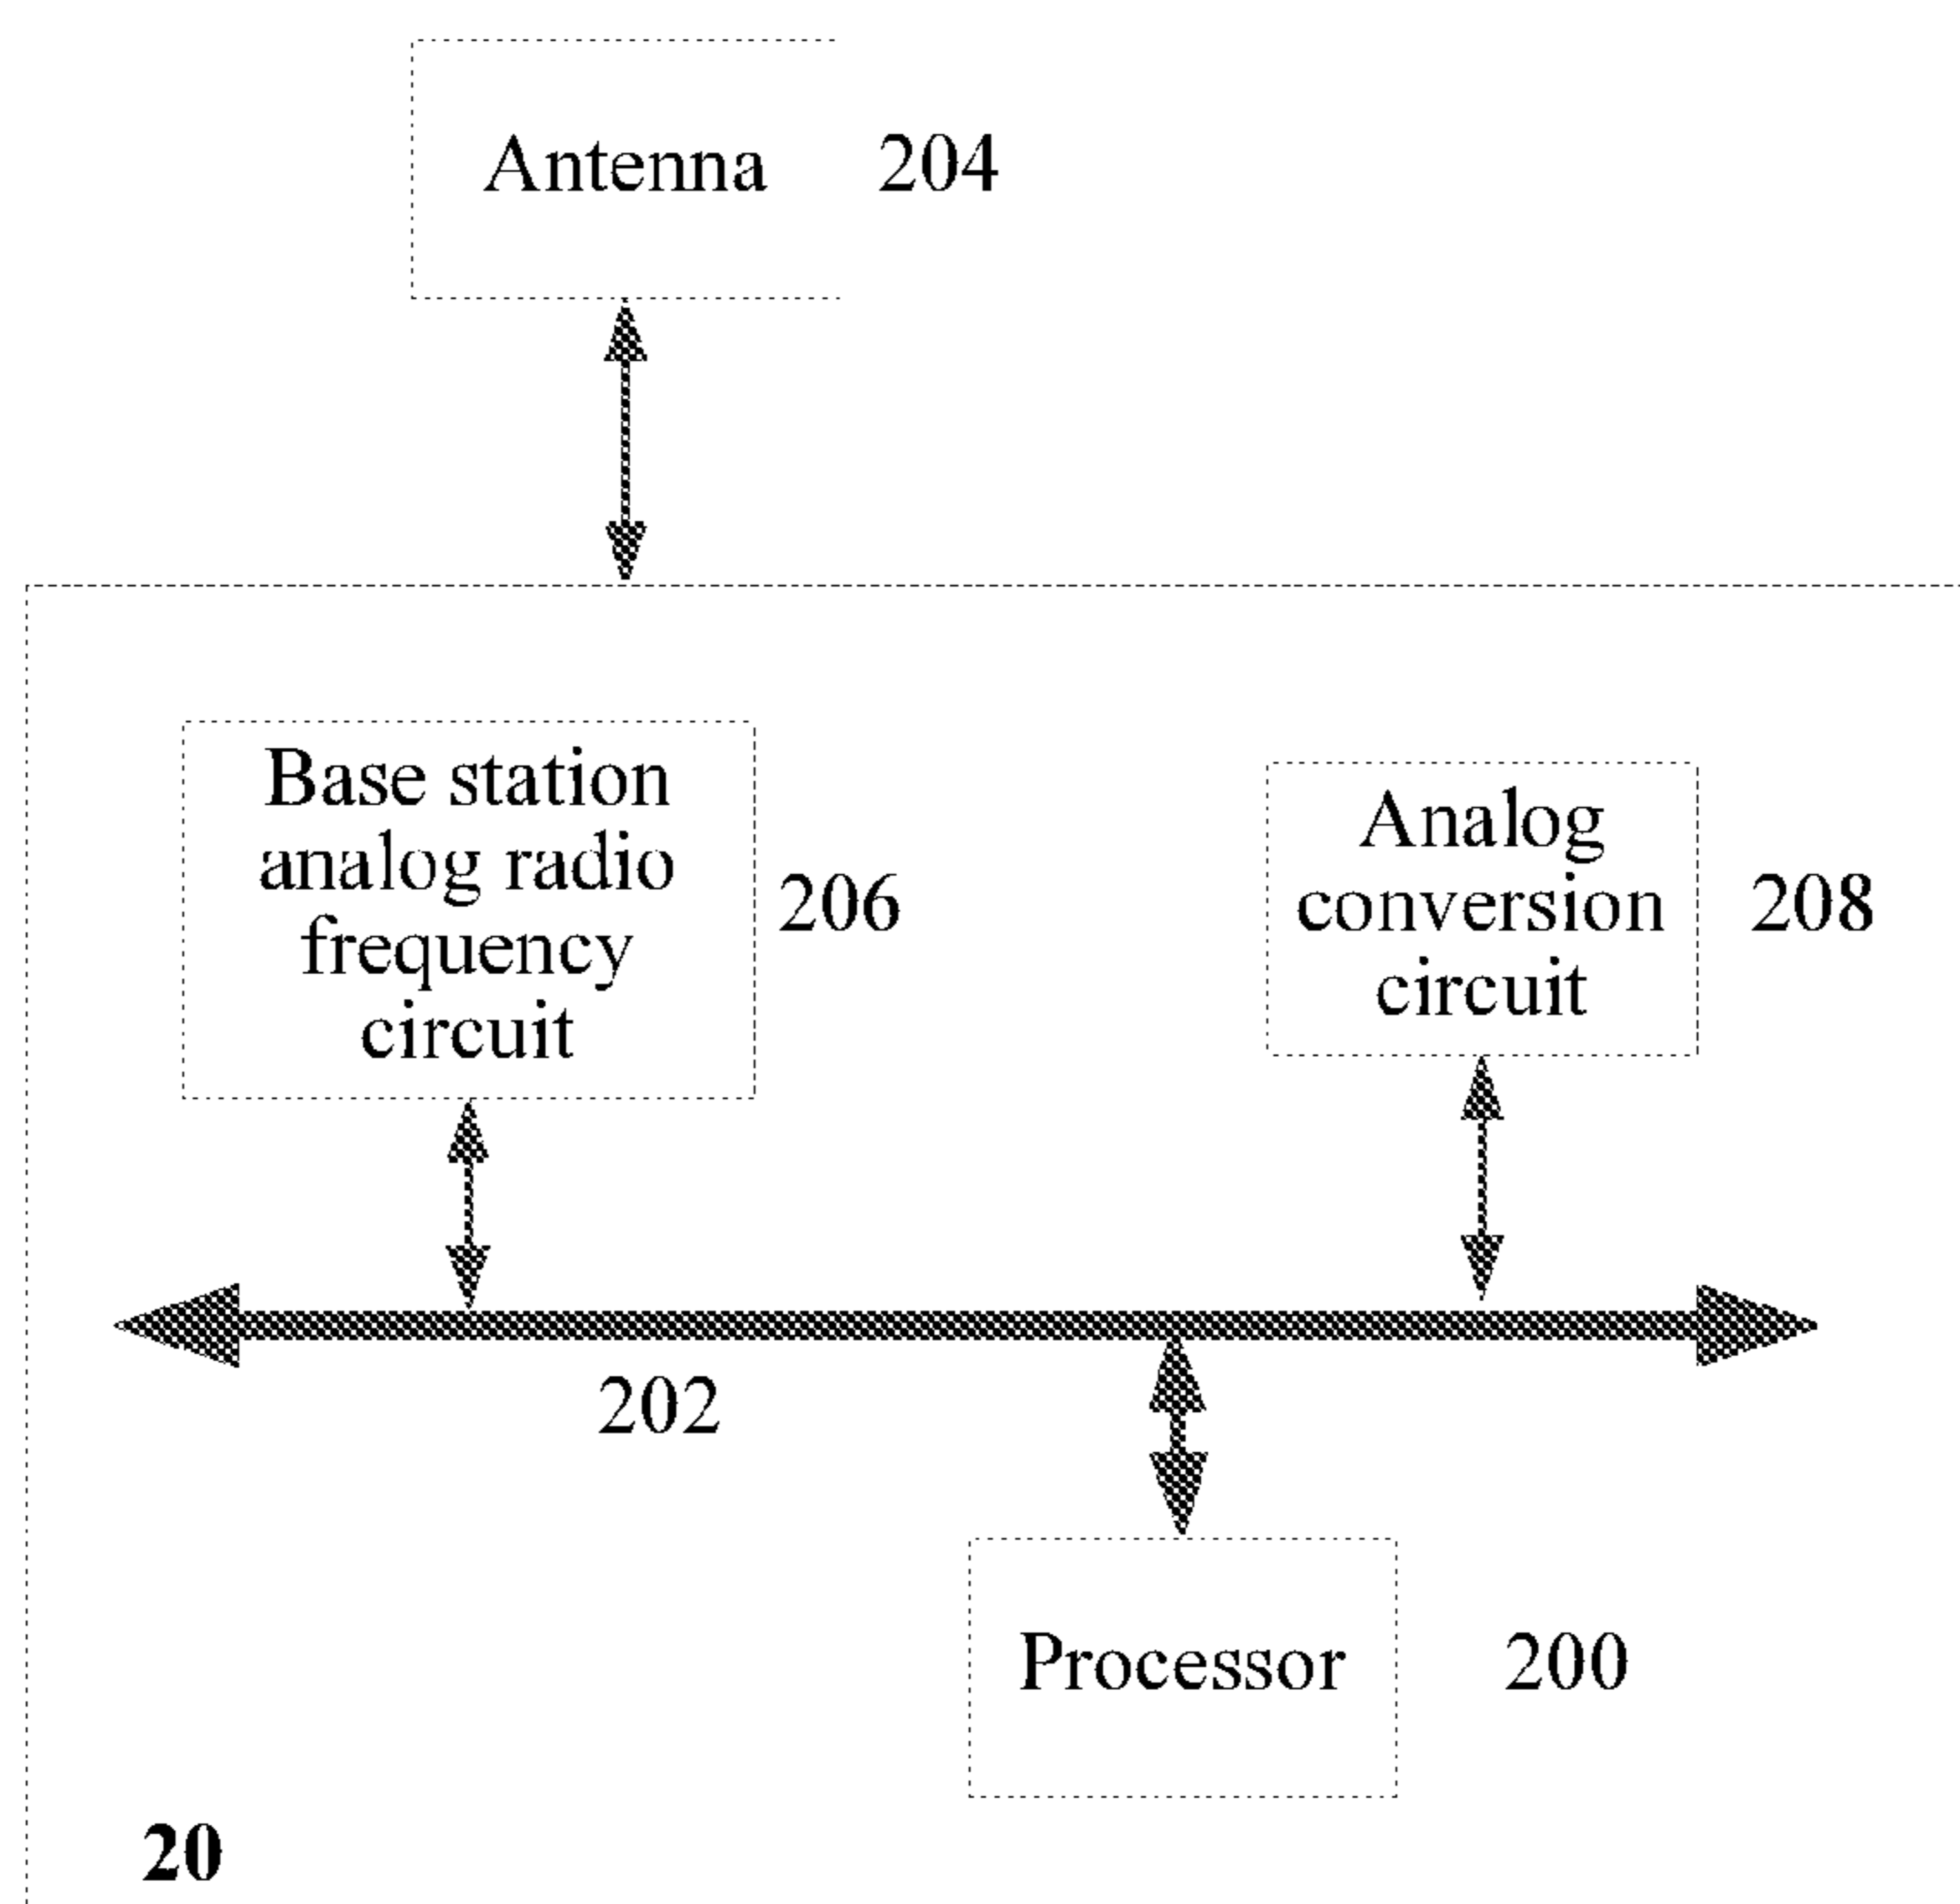 Antenna 204
Base station
analog radio
frequency
circuit
206
Analog
conversion
circuit
208
202
Processor 200
20